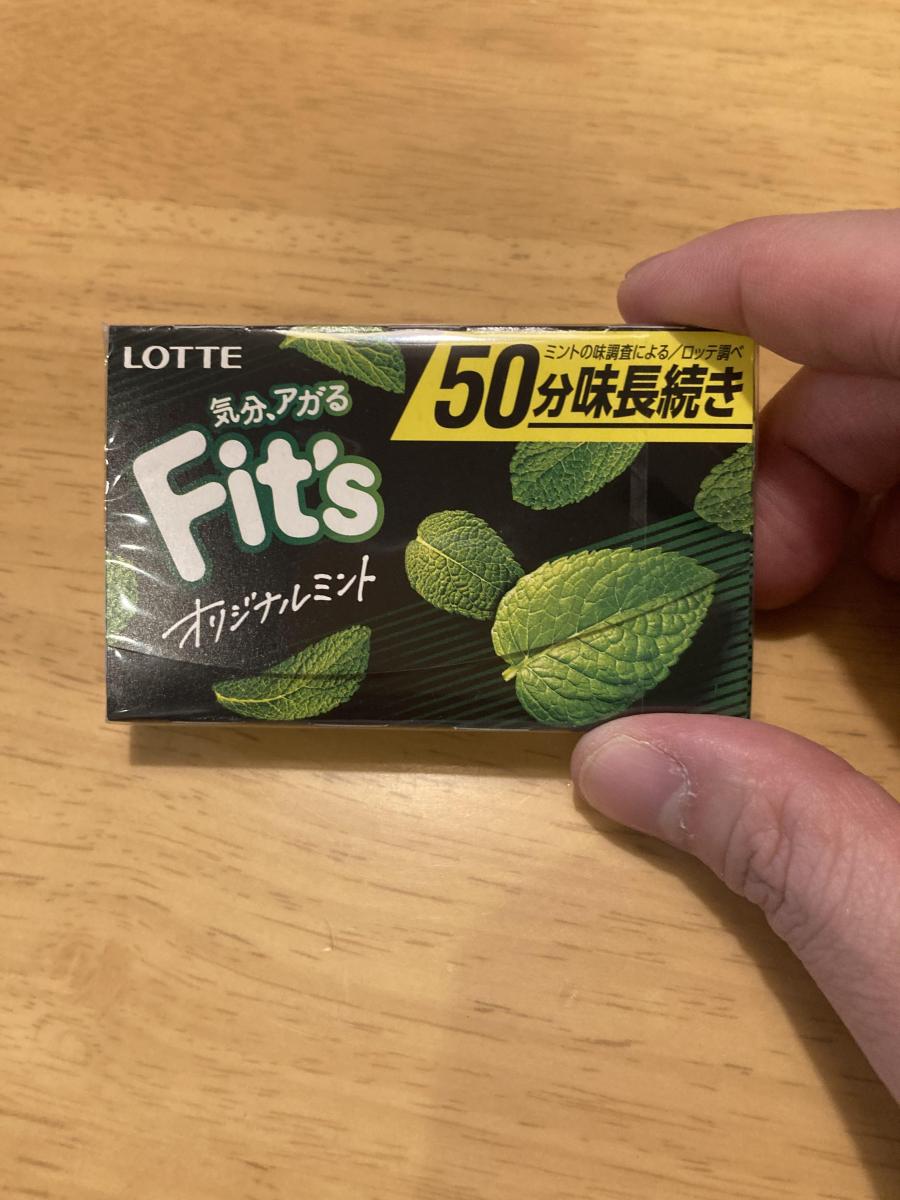 LOTTE
ミントの味調査による/ロッテ調べ
50分味長続き
気分、アガる
Fit's
オリジナルミント